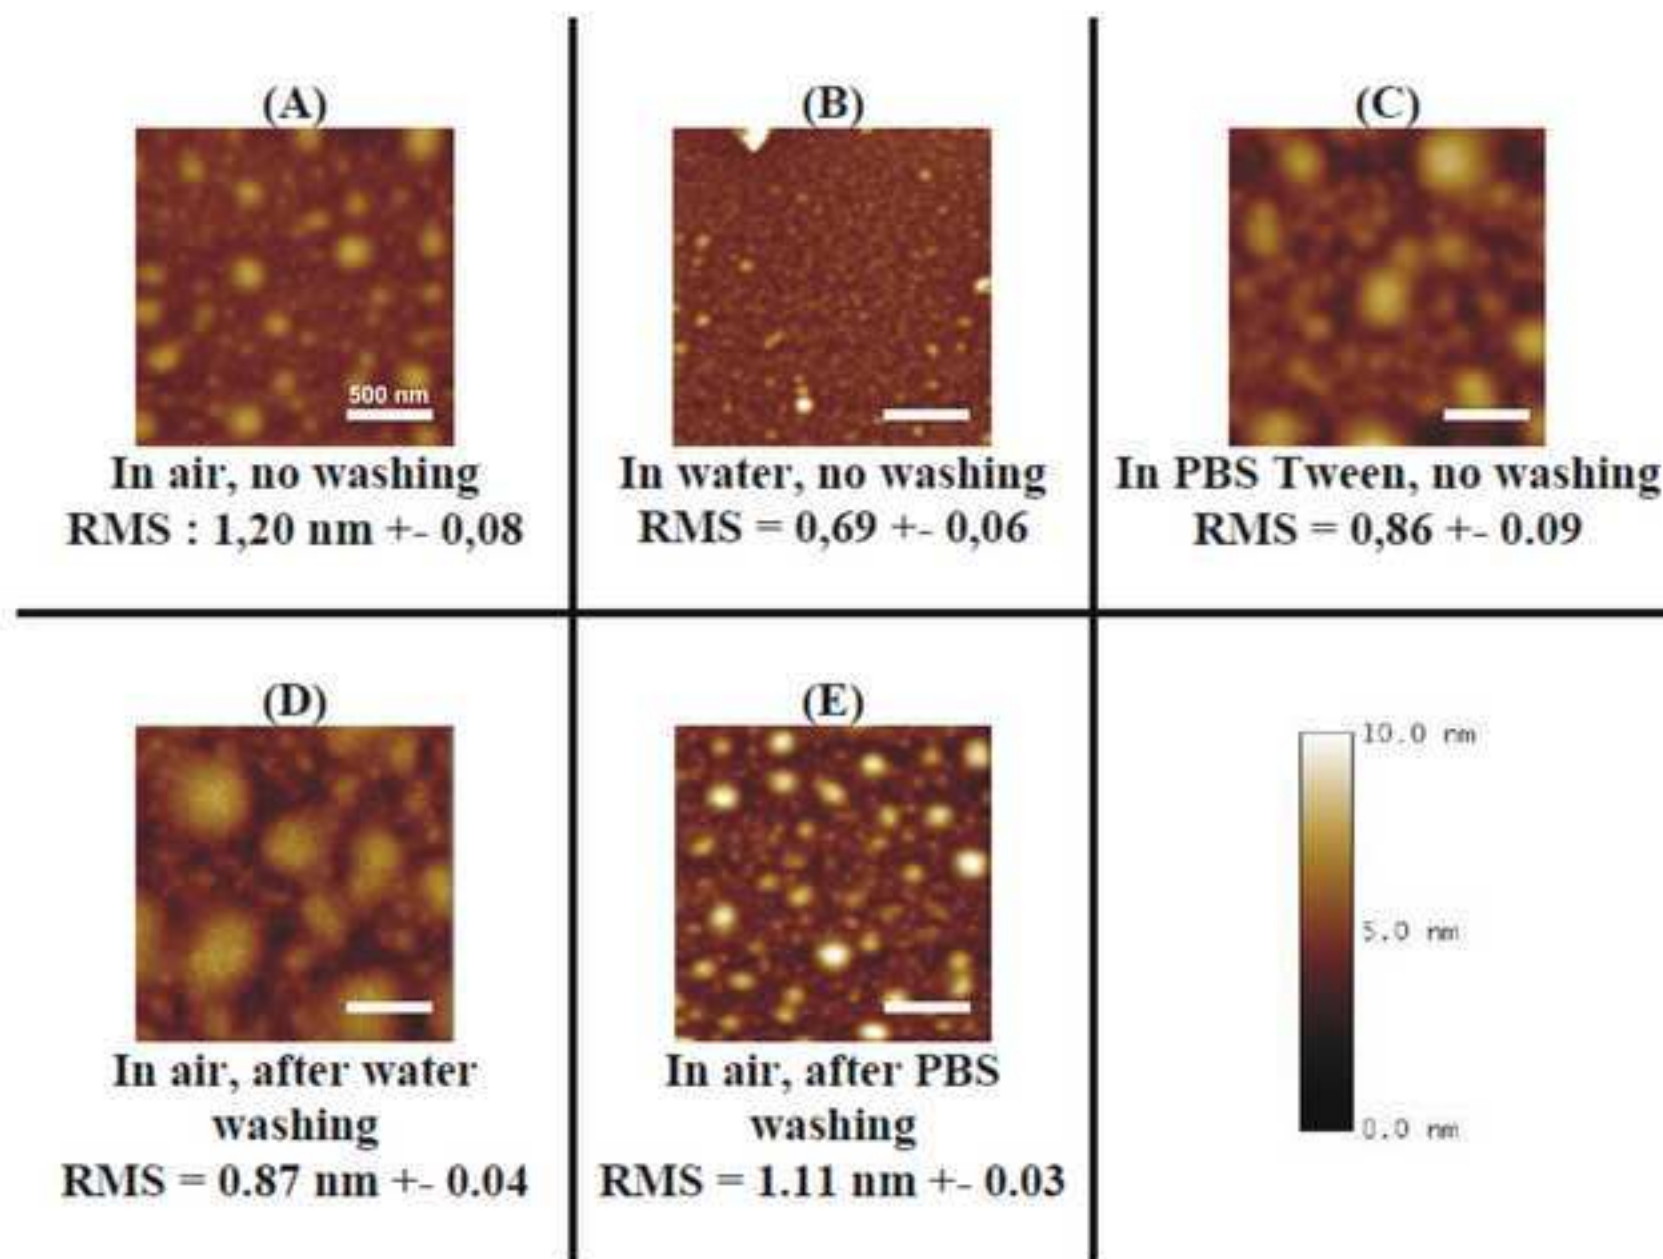 (A)
500 nm
In air, no washing
RMS : 1,20 nm +- 0,08
(B)
In water, no washing
RMS = 0,69 +- 0,06
(C)
In PBS Tween, no washing
RMS = 0,86 +- 0.09
(D)
In air, after water
washing
RMS = 0.87 nm +- 0.04
(E)
In air, after PBS
washing
RMS = 1.11 nm +- 0.03
10.0 nm
5.0 nm
0.0 nm